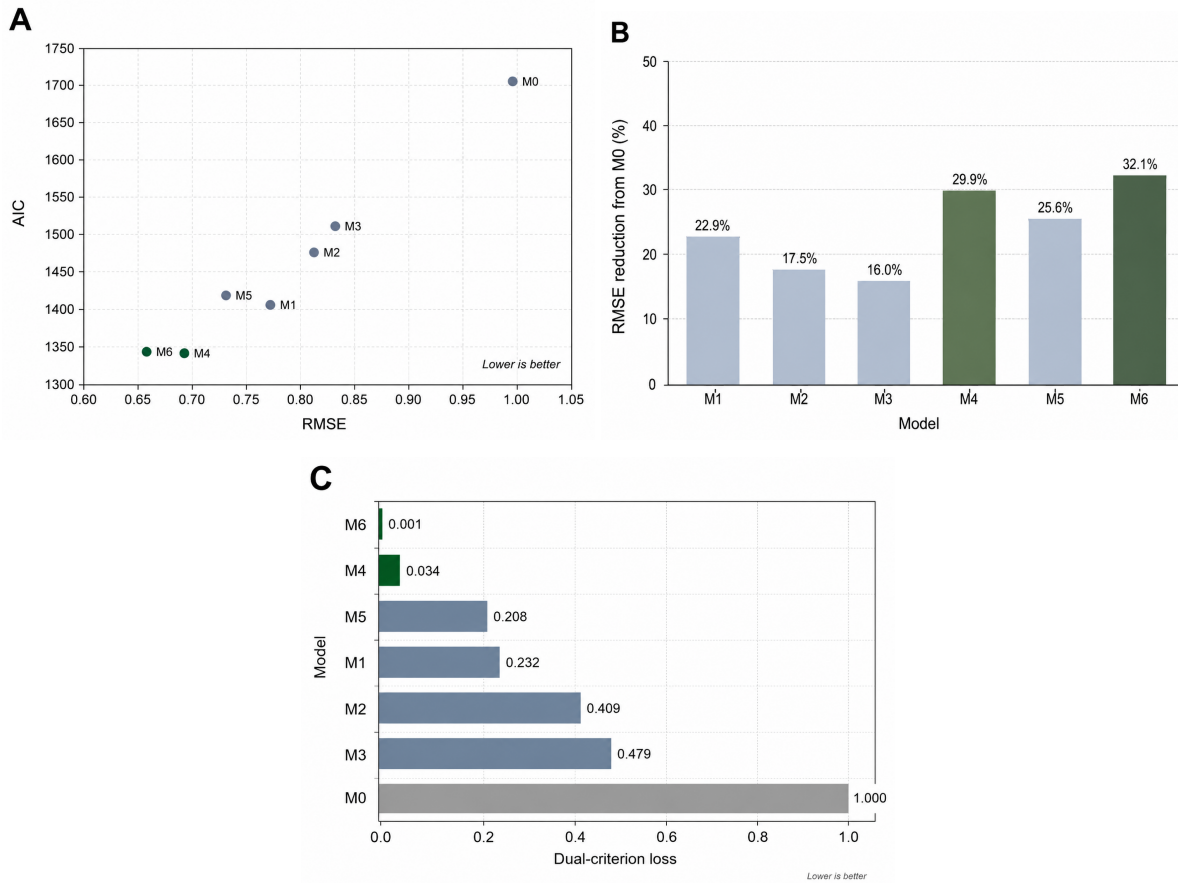 A
1750
1700
1650
1600
1550
1500
1450
1400
1350
1300
AIC
M0
M3
M2
M5
M1
M6
M4
Lower is better
0.60
0.65
0.70
0.75
0.80
0.85
0.90
0.95
1.00
1.05
RMSE
B
50
40
30
20
10
0
RMSE reduction from M0 (%)
22.9%
17.5%
16.0%
29.9%
25.6%
32.1%
M1
M2
M3
M4
M5
M6
Model
C
Model
M6
0.001
M4
0.034
M5
0.208
M1
0.232
M2
0.409
M3
0.479
M0
1.000
0.0
0.2
0.4
0.6
0.8
1.0
Dual-criterion loss
Lower is better